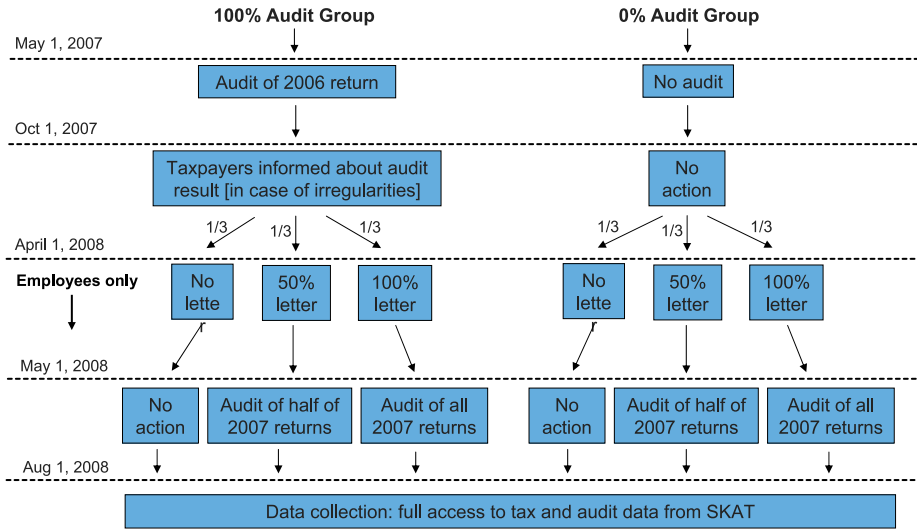 100% Audit Group
0% Audit Group
May 1, 2007
Audit of 2006 return
No audit
Oct 1, 2007
Taxpayers informed about audit
result [in case of irregularities]
No
action
1/3
1/3
1/3
1/3
1/3
1/3
April 1, 2008
Employees only
No
lette
r
50%
letter
100%
letter
No
lette
r
50%
letter
100%
letter
May 1, 2008
No
action
Audit of half of
2007 returns
Audit of all
2007 returns
No
action
Audit of half of
2007 returns
Audit of all
2007 returns
Aug 1, 2008
Data collection: full access to tax and audit data from SKAT